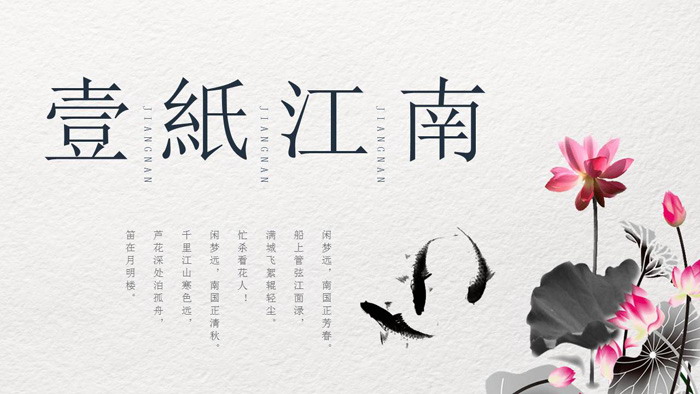 壹紙江南
JIANGNAN
JIANGNAN
JIANGNAN
闲梦远，南国正芳春。
船上管弦江面渌，
满城飞絮辊轻尘。
忙杀看花人！
闲梦远，南国正清秋。
千里江山寒色远，
芦花深处泊孤舟，
笛在月明楼。